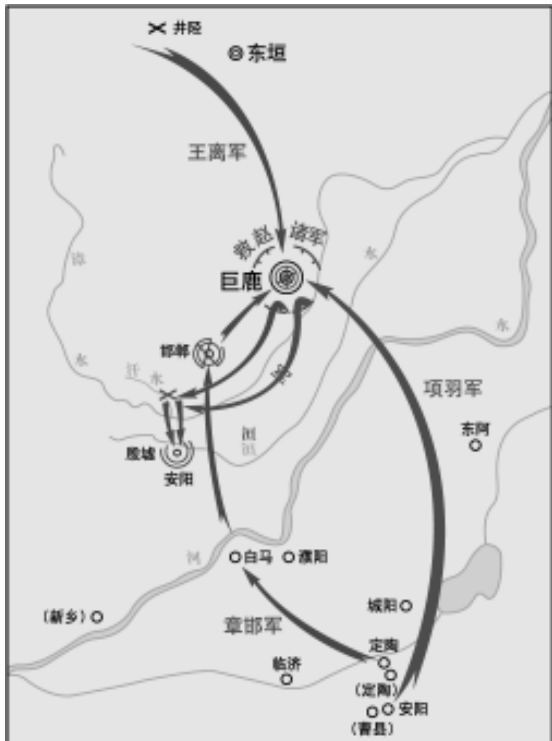 井陉
东垣
王离军
救赵 诸军
巨鹿
漳
水
水
邯郸
汙
水
水
项羽军
东阿
洹
殷墟
安阳
河
白马
濮阳
(新乡)
城阳
章邯军
定陶
临济
(定陶)
安阳
(曹县)